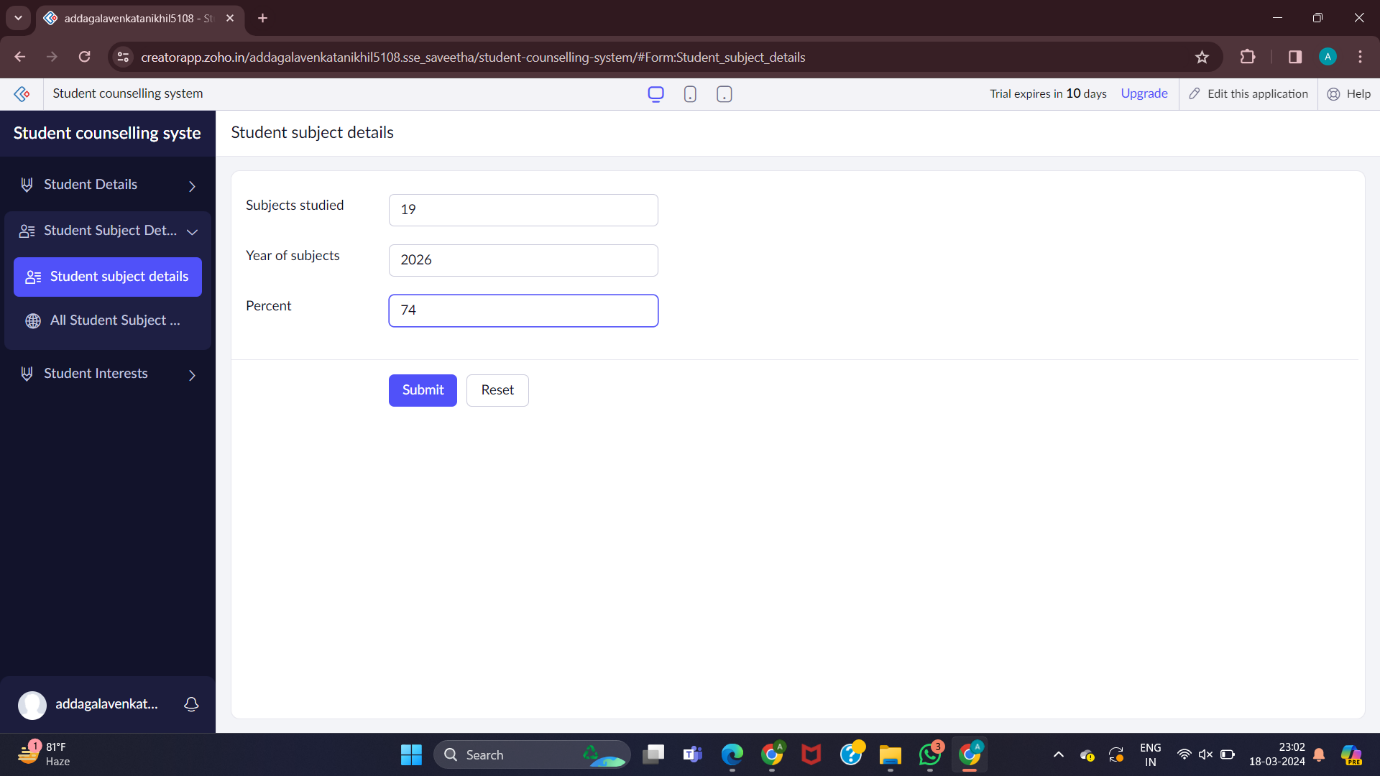 addagalavenkatanikhil5108 - St
creatorapp.zoho.in/addagalavenkatanikhil5108.sse_saveetha/student-counselling-system/#Form:Student_subject_details
A
Student counselling system
Trial expires in 10 days
Upgrade
Edit this application
Help
Student counselling syste
Student subject details
Student Details
Student Subject Det...
Student subject details
All Student Subject ...
Student Interests
Subjects studied
19
Year of subjects
2026
Percent
74
Submit
Reset
addagalavenkat...
1
81°F
Haze
Search
A
3
A
ENG
IN
23:02
18-03-2024
PRE